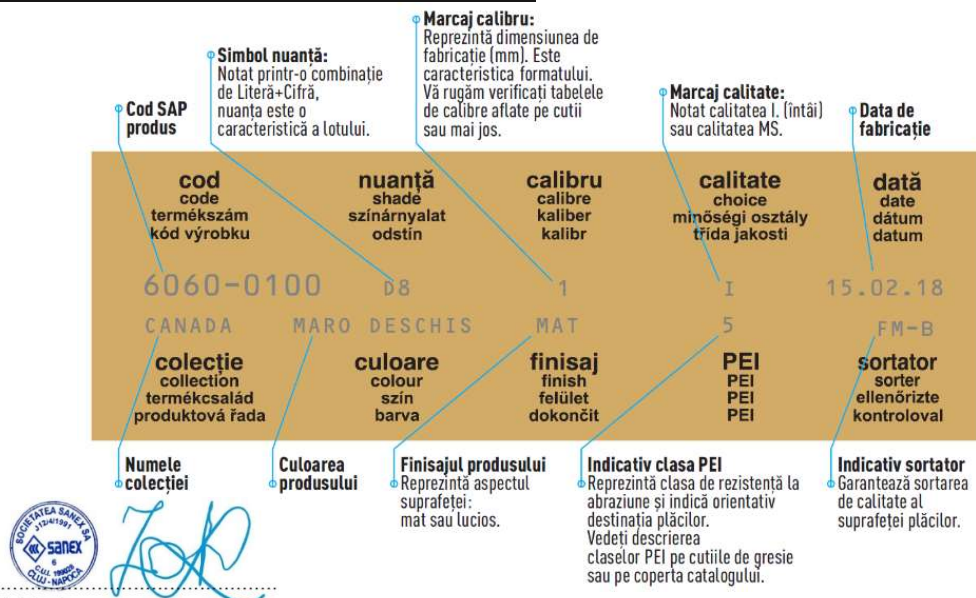 Marcaj calibru:
Reprezintă dimensiunea de
fabricație (mm). Este
caracteristica formatului.
Vă rugăm verificați tabelele
de calibre aflate pe cutii
sau mai jos.
Simbol nuanță:
Notat printr-o combinație
de Literă+Cifră,
nuanța este o
caracteristică a lotului.
Marcaj calitate:
Notat calitatea I. (întâi)
sau calitatea MS.
Cod SAP
produs
Data de
fabricație
cod nuanță calibru calitate dată
code shade calibre choice date
termékszám színárnyalat kaliber minőségi osztály dátum
kód výrobku odstín kalibr třída jakosti datum
6060-0100 D8 1 I 15.02.18
CANADA MARO DESCHIS MAT 5 FM-B
colecție culoare finisaj PEI sortator
collection colour finish PEI sorter
termékcsalád szín felület PEI ellenőrizte
produktová řada barva dokončit PEI kontroloval
Numele
colecției
Culoarea
produsului
Finisajul produsului
Reprezintă aspectul
suprafeței:
mat sau lucios.
Indicativ clasa PEI
Reprezintă clasa de rezistență la
abraziune și indică orientativ
destinația plăcilor.
Vedeți descrierea
claselor PEI pe cutiile de gresie
sau pe coperta catalogului.
Indicativ sortator
Garantează sortarea
de calitate al
suprafeței plăcilor.
SOCIETATEA SANEX SA
J12/4/1991
sanex
6
CLUJ-NAPOCA